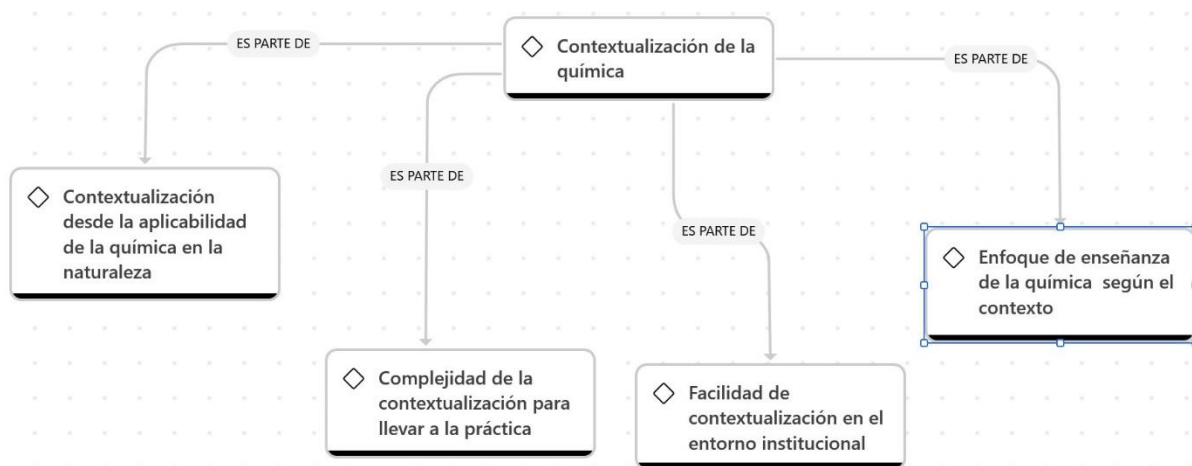 ES PARTE DE
Contextualización de la
química
ES PARTE DE
Contextualización
desde la aplicabilidad
de la química en la
naturaleza
ES PARTE DE
ES PARTE DE
Enfoque de enseñanza
de la química según el
contexto
Complejidad de la
contextualización para
llevar a la práctica
Facilidad de
contextualización en el
entorno institucional